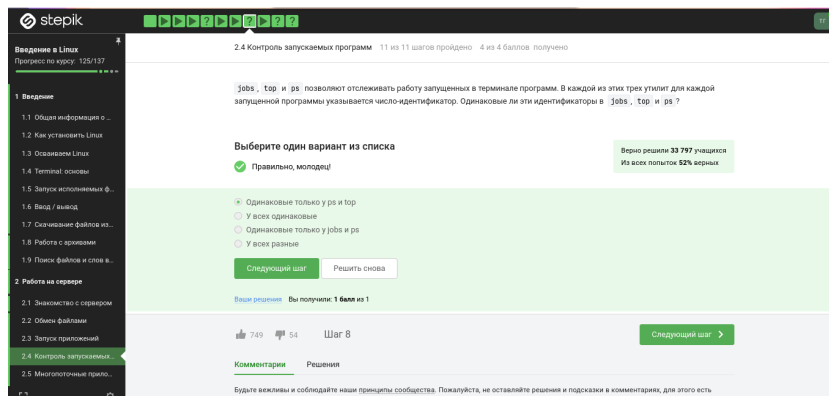 stepik
тг
Введение в Linux
Прогресс по курсу: 125/137
1 Введение
1.1 Общая информация о ...
1.2 Как установить Linux
1.3 Осваиваем Linux
1.4 Terminal: основы
1.5 Запуск исполняемых ф...
1.6 Ввод / вывод
1.7 Скачивание файлов из...
1.8 Работа с архивами
1.9 Поиск файлов и слов в...
2 Работа на сервере
2.1 Знакомство с сервером
2.2 Обмен файлами
2.3 Запуск приложений
2.4 Контроль запускаемых...
2.5 Многопоточные прило...
2.4 Контроль запускаемых программ 11 из 11 шагов пройдено 4 из 4 баллов получено
jobs, top и ps позволяют отслеживать работу запущенных в терминале программ. В каждой из этих трех утилит для каждой
запущенной программы указывается число-идентификатор. Одинаковые ли эти идентификаторы в jobs, top и ps?
Выберите один вариант из списка
Правильно, молодец!
Верно решили 33 797 учащихся
Из всех попыток 52% верных
Одинаковые только у ps и top
У всех одинаковые
Одинаковые только у jobs и ps
У всех разные
Следующий шаг Решить снова
Ваши решения Вы получили: 1 балл из 1
749 54 Шаг 8
Следующий шаг
Комментарии Решения
Будьте вежливы и соблюдайте наши принципы сообщества. Пожалуйста, не оставляйте решения и подсказки в комментариях, для этого есть